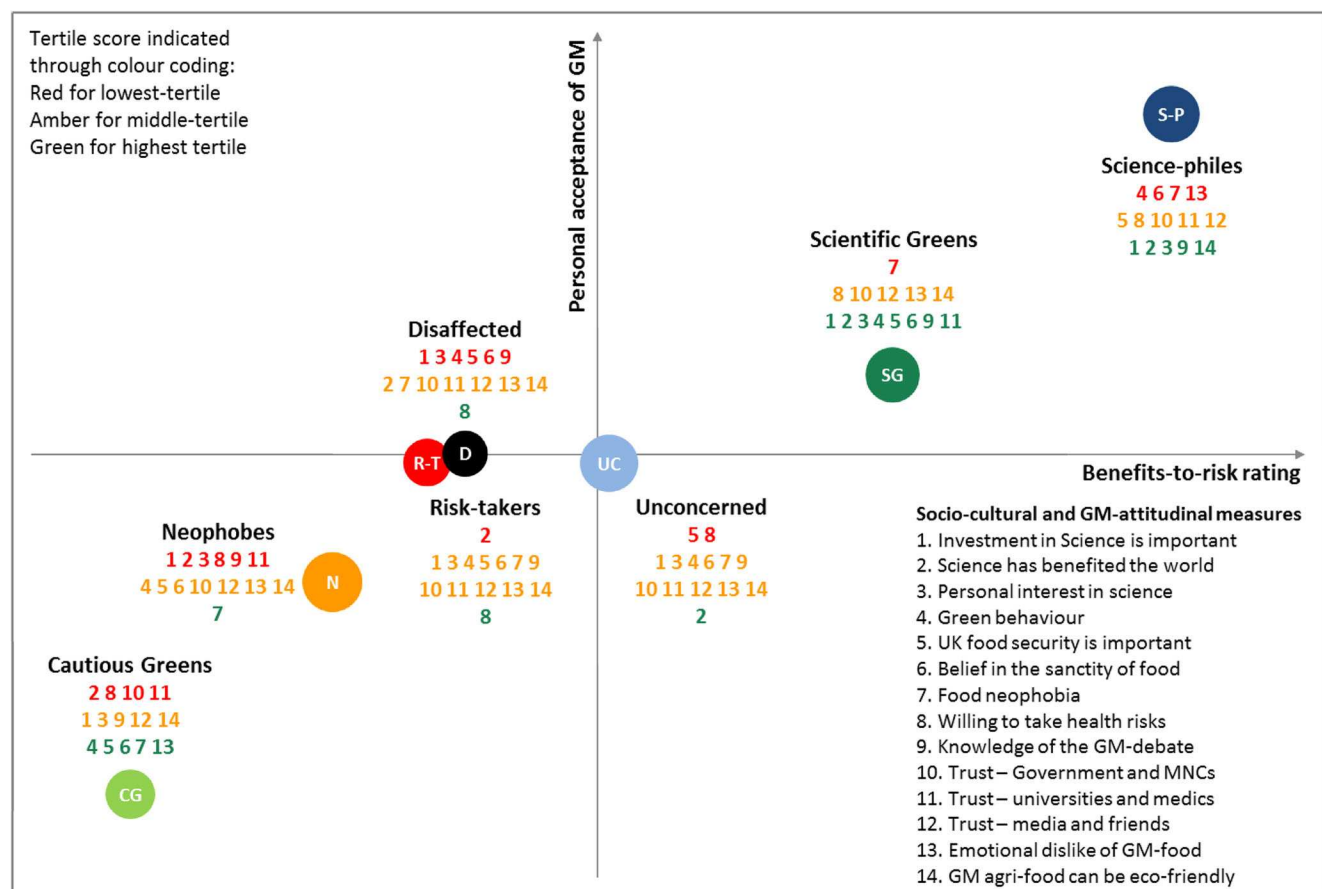 Tertile score indicated
through colour coding:
Red for lowest-tertile
Amber for middle-tertile
Green for highest tertile
Personal acceptance of GM
S-P
Science-philes
4 6 7 13
5 8 10 11 12
1 2 3 9 14
Scientific Greens
7
8 10 12 13 14
1 2 3 4 5 6 9 11
SG
Disaffected
1 3 4 5 6 9
2 7 10 11 12 13 14
8
R-T
D
UC
Benefits-to-risk rating
Neophobes
1 2 3 8 9 11
4 5 6 10 12 13 14
7
N
Risk-takers
2
1 3 4 5 6 7 9
10 11 12 13 14
8
Unconcerned
5 8
1 3 4 6 7 9
10 11 12 13 14
2
Cautious Greens
2 8 10 11
1 3 9 12 14
4 5 6 7 13
CG
Socio-cultural and GM-attitudinal measures
1. Investment in Science is important
2. Science has benefited the world
3. Personal interest in science
4. Green behaviour
5. UK food security is important
6. Belief in the sanctity of food
7. Food neophobia
8. Willing to take health risks
9. Knowledge of the GM-debate
10. Trust – Government and MNCs
11. Trust – universities and medics
12. Trust – media and friends
13. Emotional dislike of GM-food
14. GM agri-food can be eco-friendly